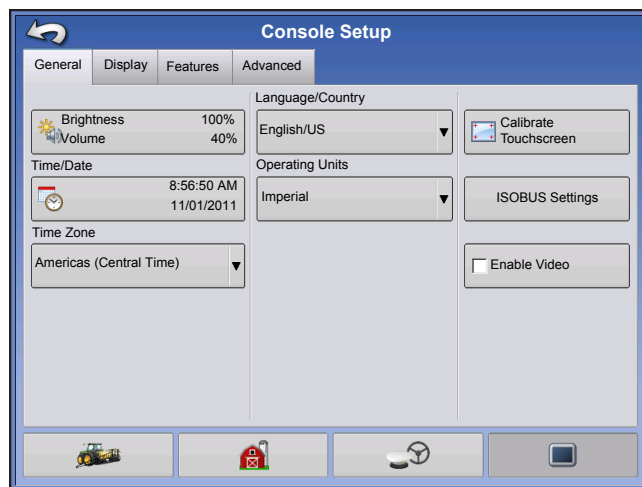 Console Setup
General
Display
Features
Advanced
Brightness 100%
Volume 40%
Time/Date
8:56:50 AM
11/01/2011
Time Zone
Americas (Central Time)
Language/Country
English/US
Operating Units
Imperial
Calibrate
Touchscreen
ISOBUS Settings
Enable Video